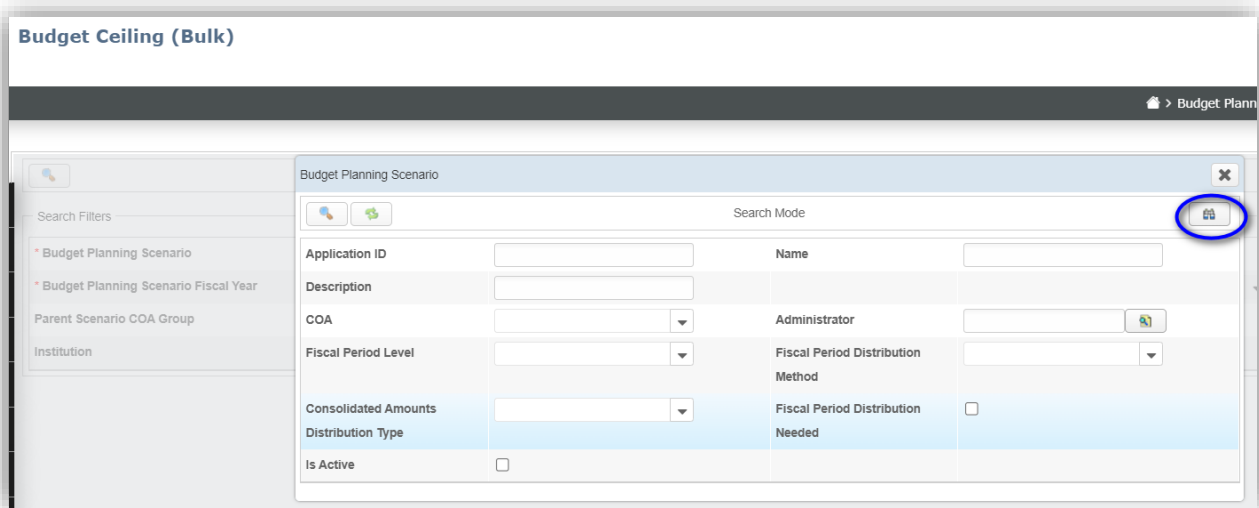 Budget Ceiling (Bulk)
> Budget Plann
Budget Planning Scenario
Search Filters
Search Mode
* Budget Planning Scenario
Application ID
Name
* Budget Planning Scenario Fiscal Year
Description
Parent Scenario COA Group
COA
Administrator
Institution
Fiscal Period Level
Fiscal Period Distribution
Method
Consolidated Amounts
Distribution Type
Fiscal Period Distribution
Needed
Is Active